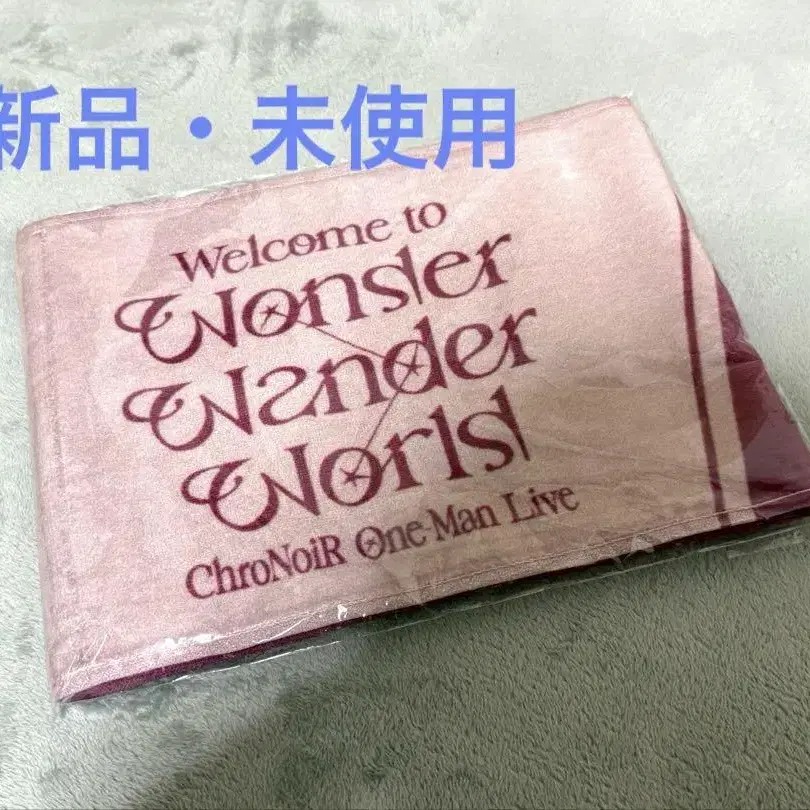 新品・未使用
Welcome to
Wonder
Wander
World
ChroNoiR One-Man Live